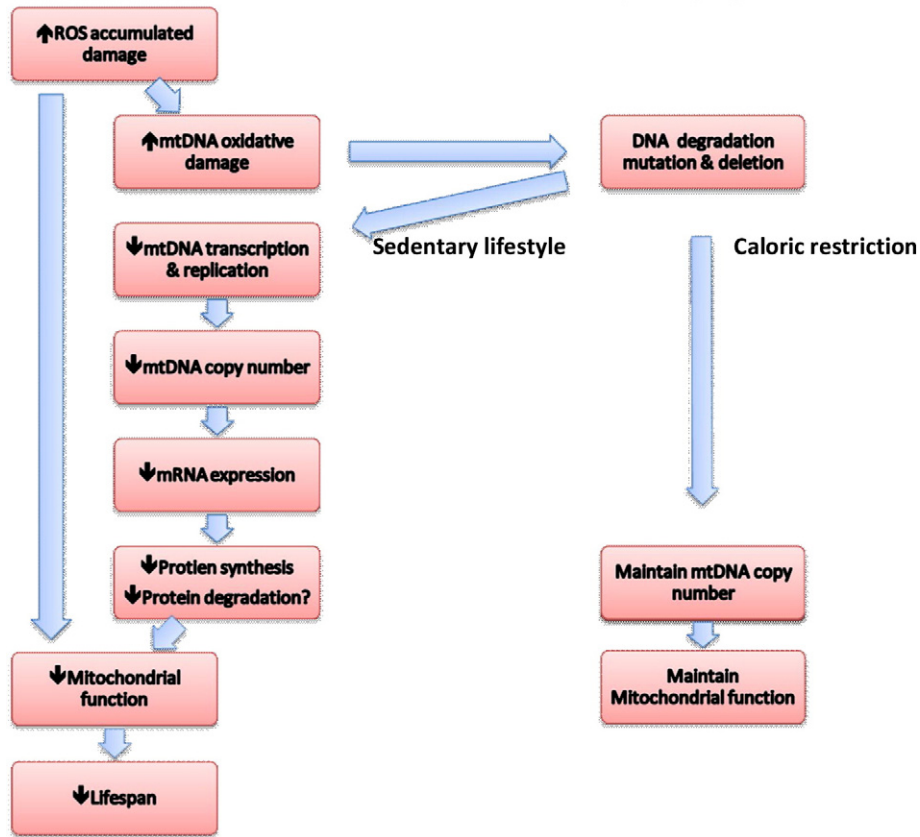 ↑ROS accumulated
damage
↑mtDNA oxidative
damage
DNA degradation
mutation & deletion
↓mtDNA transcription
& replication
Sedentary lifestyle
Caloric restriction
↓mtDNA copy number
↓mRNA expression
↓Protien synthesis
↓Protein degradation?
Maintain mtDNA copy
number
↓Mitochondrial
function
Maintain
Mitochondrial function
↓Lifespan